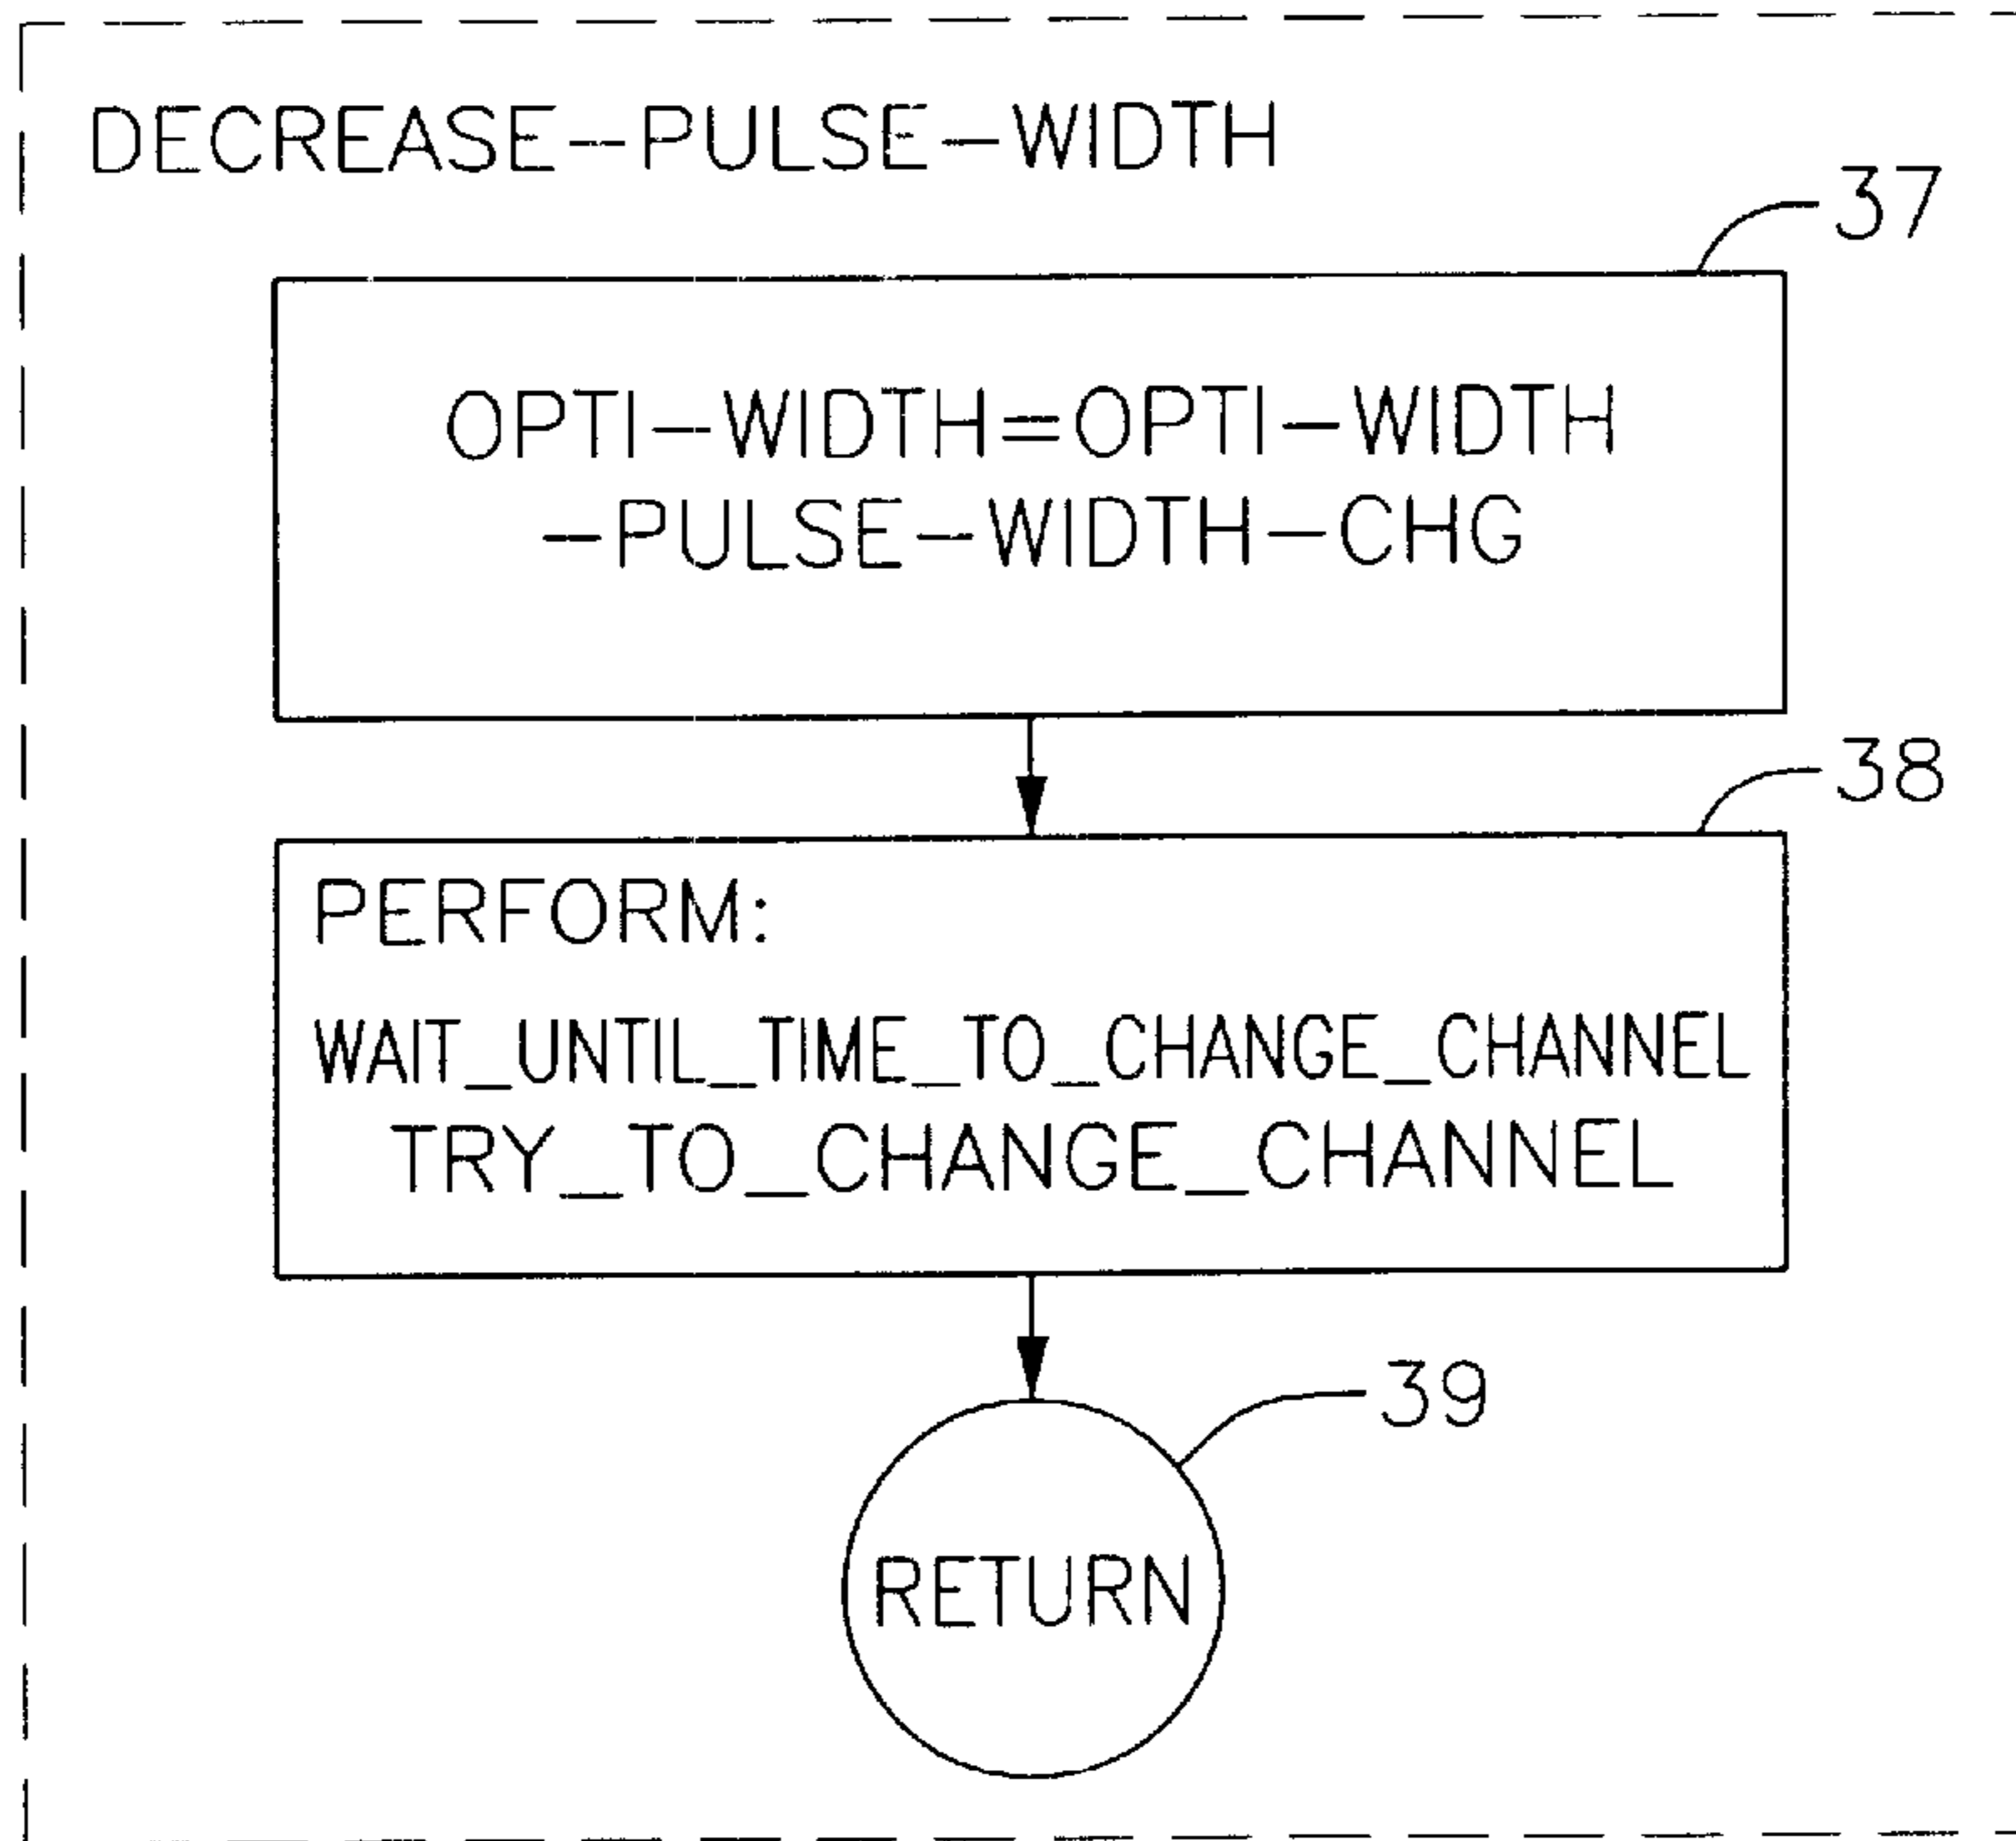 DECREASE-PULSE-WIDTH
37
OPTI-WIDTH=OPTI-WIDTH
-PULSE-WIDTH-CHG
38
PERFORM:
WAIT_UNTIL_TIME_TO_CHANGE_CHANNEL
TRY_TO_CHANGE_CHANNEL
39
RETURN